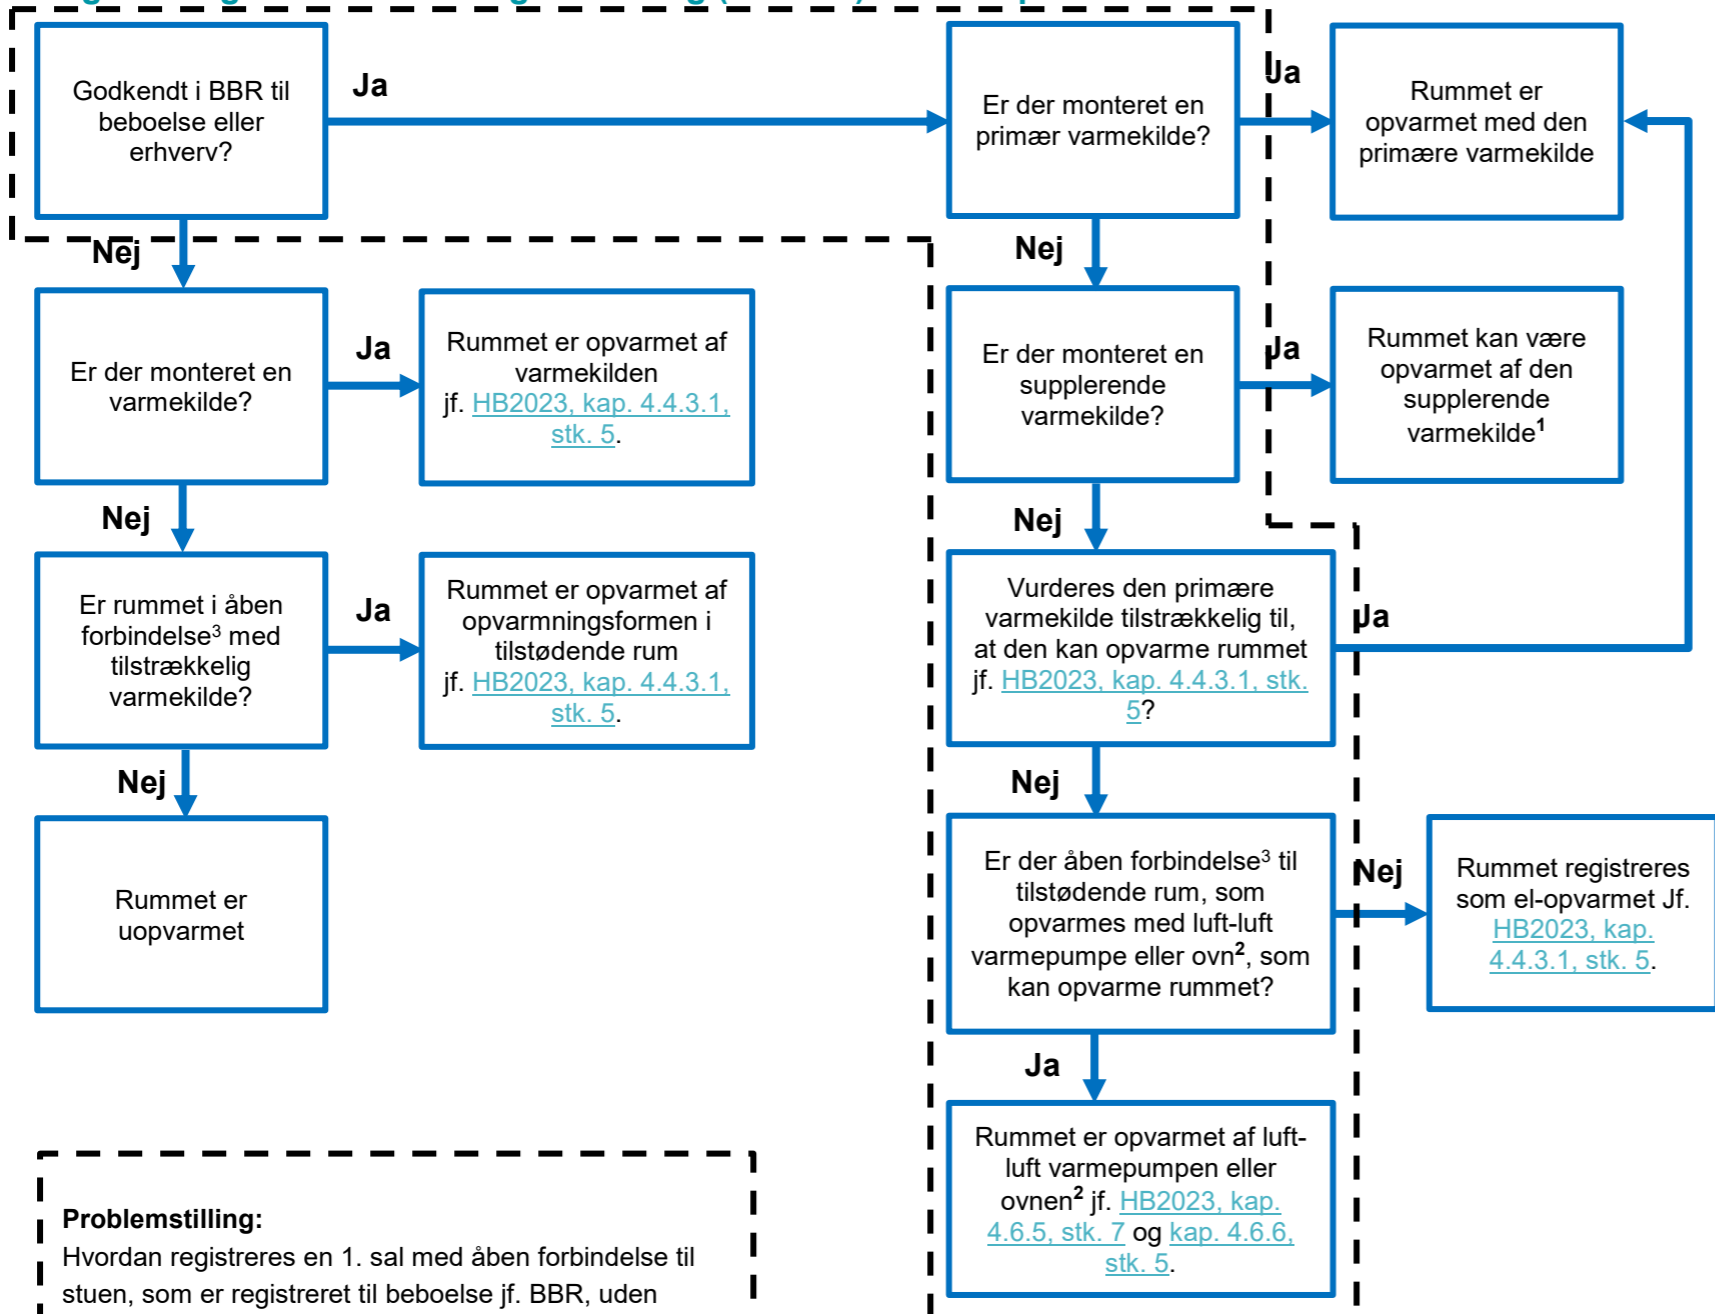 Godkendt i BBR til
beboelse eller
erhverv?
Ja
Er der monteret en
primær varmekilde?
Ja
Rummet er
opvarmet med den
primære varmekilde
Nej
Nej
Er der monteret en
varmekilde?
Ja
Rummet er opvarmet af
varmekilden
jf. HB2023, kap. 4.4.3.1,
stk. 5.
Er der monteret en
supplerende
varmekilde?
Ja
Rummet kan være
opvarmet af den
supplerende
varmekilde¹
Nej
Nej
Er rummet i åben
forbindelse³ med
tilstrækkelig
varmekilde?
Ja
Rummet er opvarmet af
opvarmningsformen i
tilstødende rum
jf. HB2023, kap. 4.4.3.1,
stk. 5.
Vurderes den primære
varmekilde tilstrækkelig til,
at den kan opvarme rummet
jf. HB2023, kap. 4.4.3.1, stk.
5?
Ja
Nej
Nej
Rummet er
uopvarmet
Er der åben forbindelse³ til
tilstødende rum, som
opvarmes med luft-luft
varmepumpe eller ovn², som
kan opvarme rummet?
Nej
Rummet registreres
som el-opvarmet Jf.
HB2023, kap.
4.4.3.1, stk. 5.
Ja
Rummet er opvarmet af luft-
luft varmepumpen eller
ovnen² jf. HB2023, kap.
4.6.5, stk. 7 og kap. 4.6.6,
stk. 5.
Problemstilling:
Hvordan registreres en 1. sal med åben forbindelse til
stuen, som er registreret til beboelse jf. BBR, uden